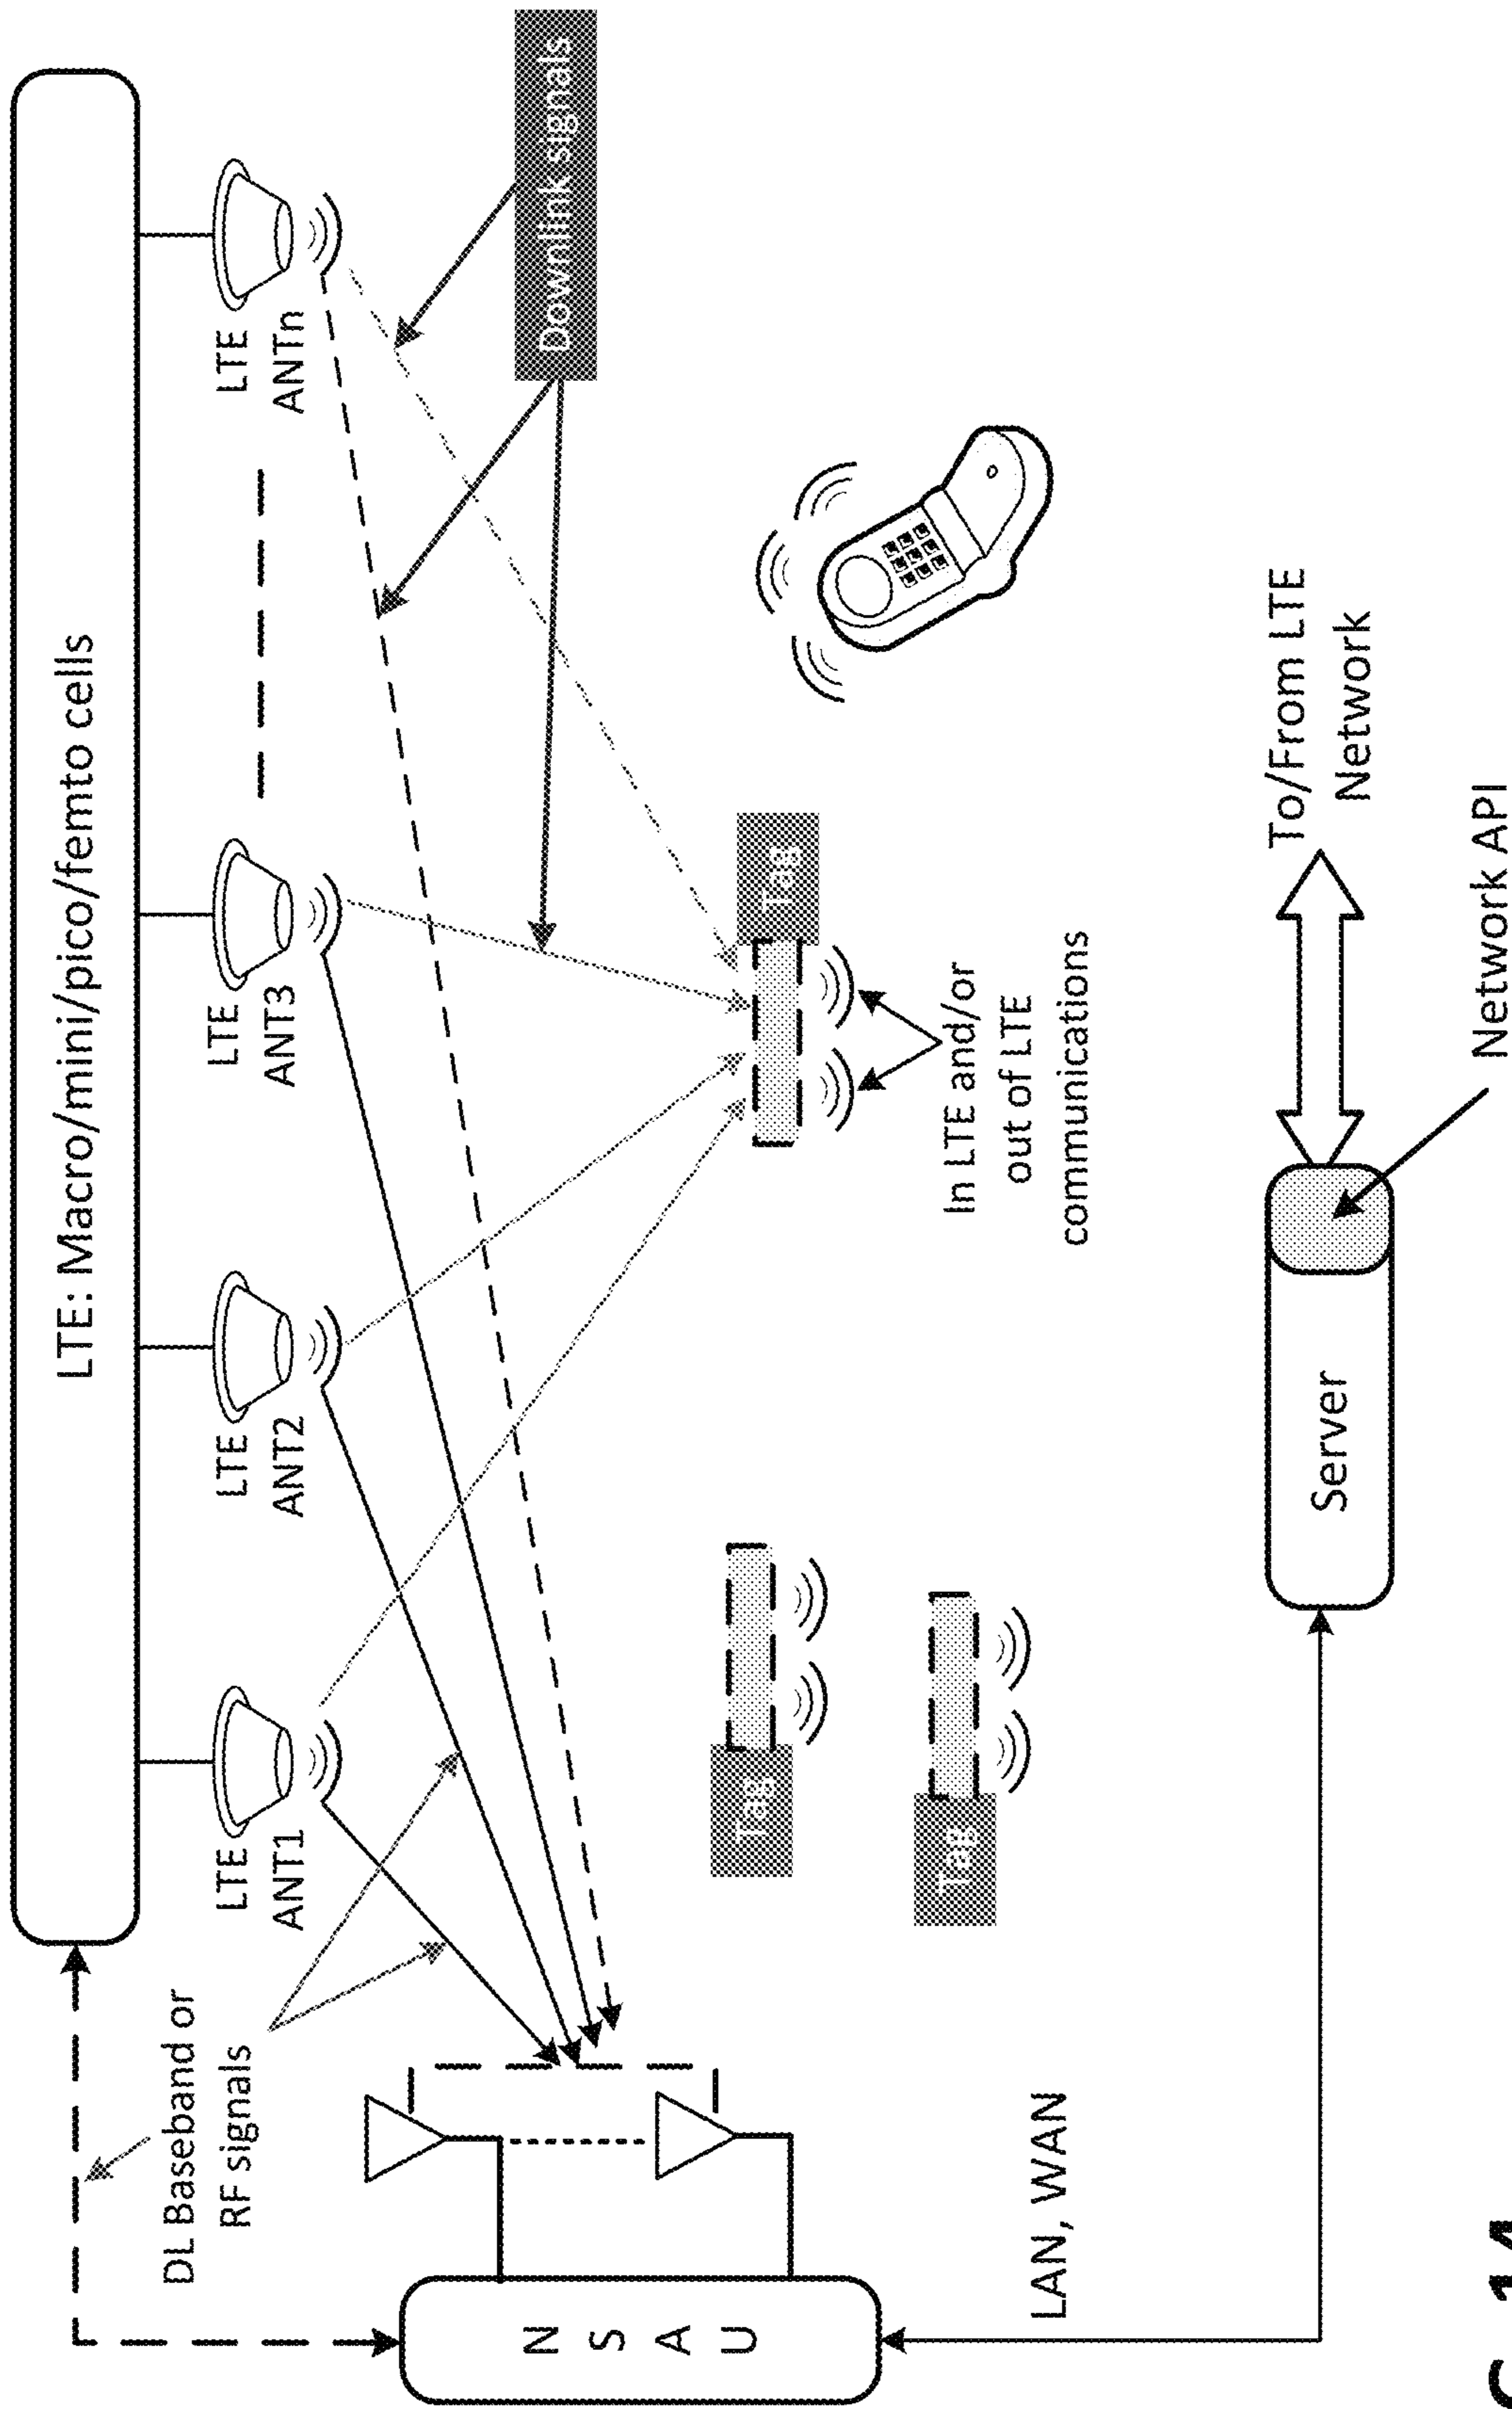 LTE: Macro/mini/pico/femto cells
DL Baseband or
RF signals
LTE
ANT1
LTE
ANT2
LTE
ANT3
LTE
ANTn
Downlink signals
N
S
A
U
Tag
Tag
Tag
In LTE and/or
out of LTE
communications
LAN, WAN
Server
To/From LTE
Network
Network API